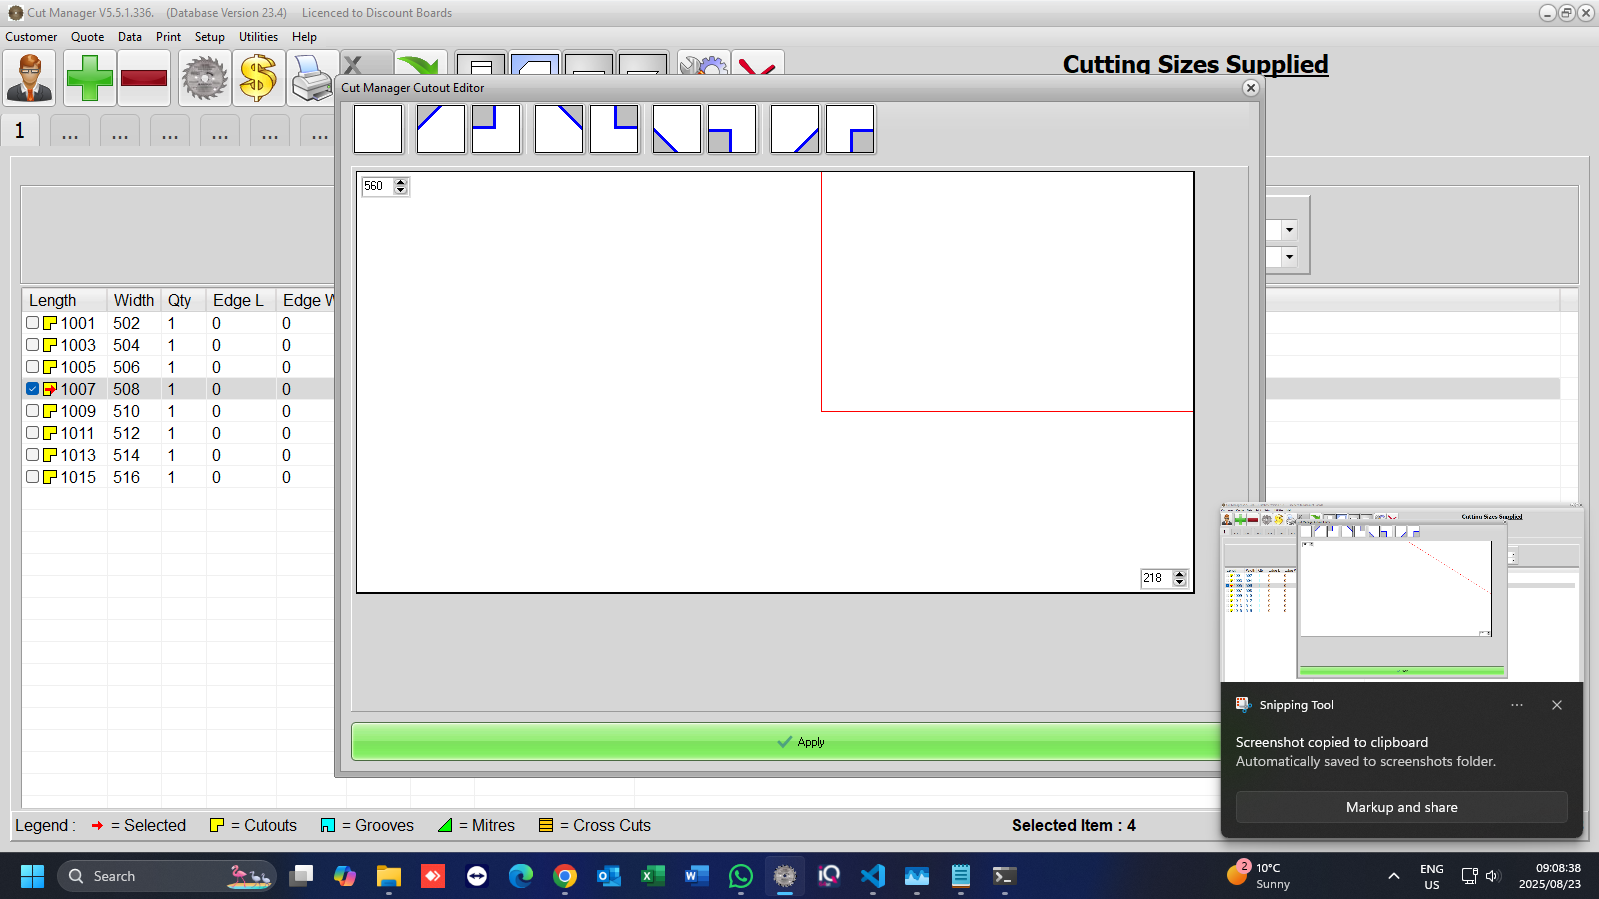 Cut Manager V5.5.1.336. (Database Version 23.4) Licenced to Discount Boards
Customer Quote Data Print Setup Utilities Help
Cutting Sizes Supplied
Cut Manager Cutout Editor
1 ... ... ... ... ... ...
560
Length Width Qty Edge L Edge W
1001 502 1 0 0
1003 504 1 0 0
1005 506 1 0 0
1007 508 1 0 0
1009 510 1 0 0
1011 512 1 0 0
1013 514 1 0 0
1015 516 1 0 0
218
Apply
Cutting Sizes Supplied
Snipping Tool
Screenshot copied to clipboard
Automatically saved to screenshots folder.
Markup and share
Legend : = Selected = Cutouts = Grooves = Mitres = Cross Cuts
Selected Item : 4
Search
2 10°C
Sunny
ENG
US
09:08:38
2025/08/23